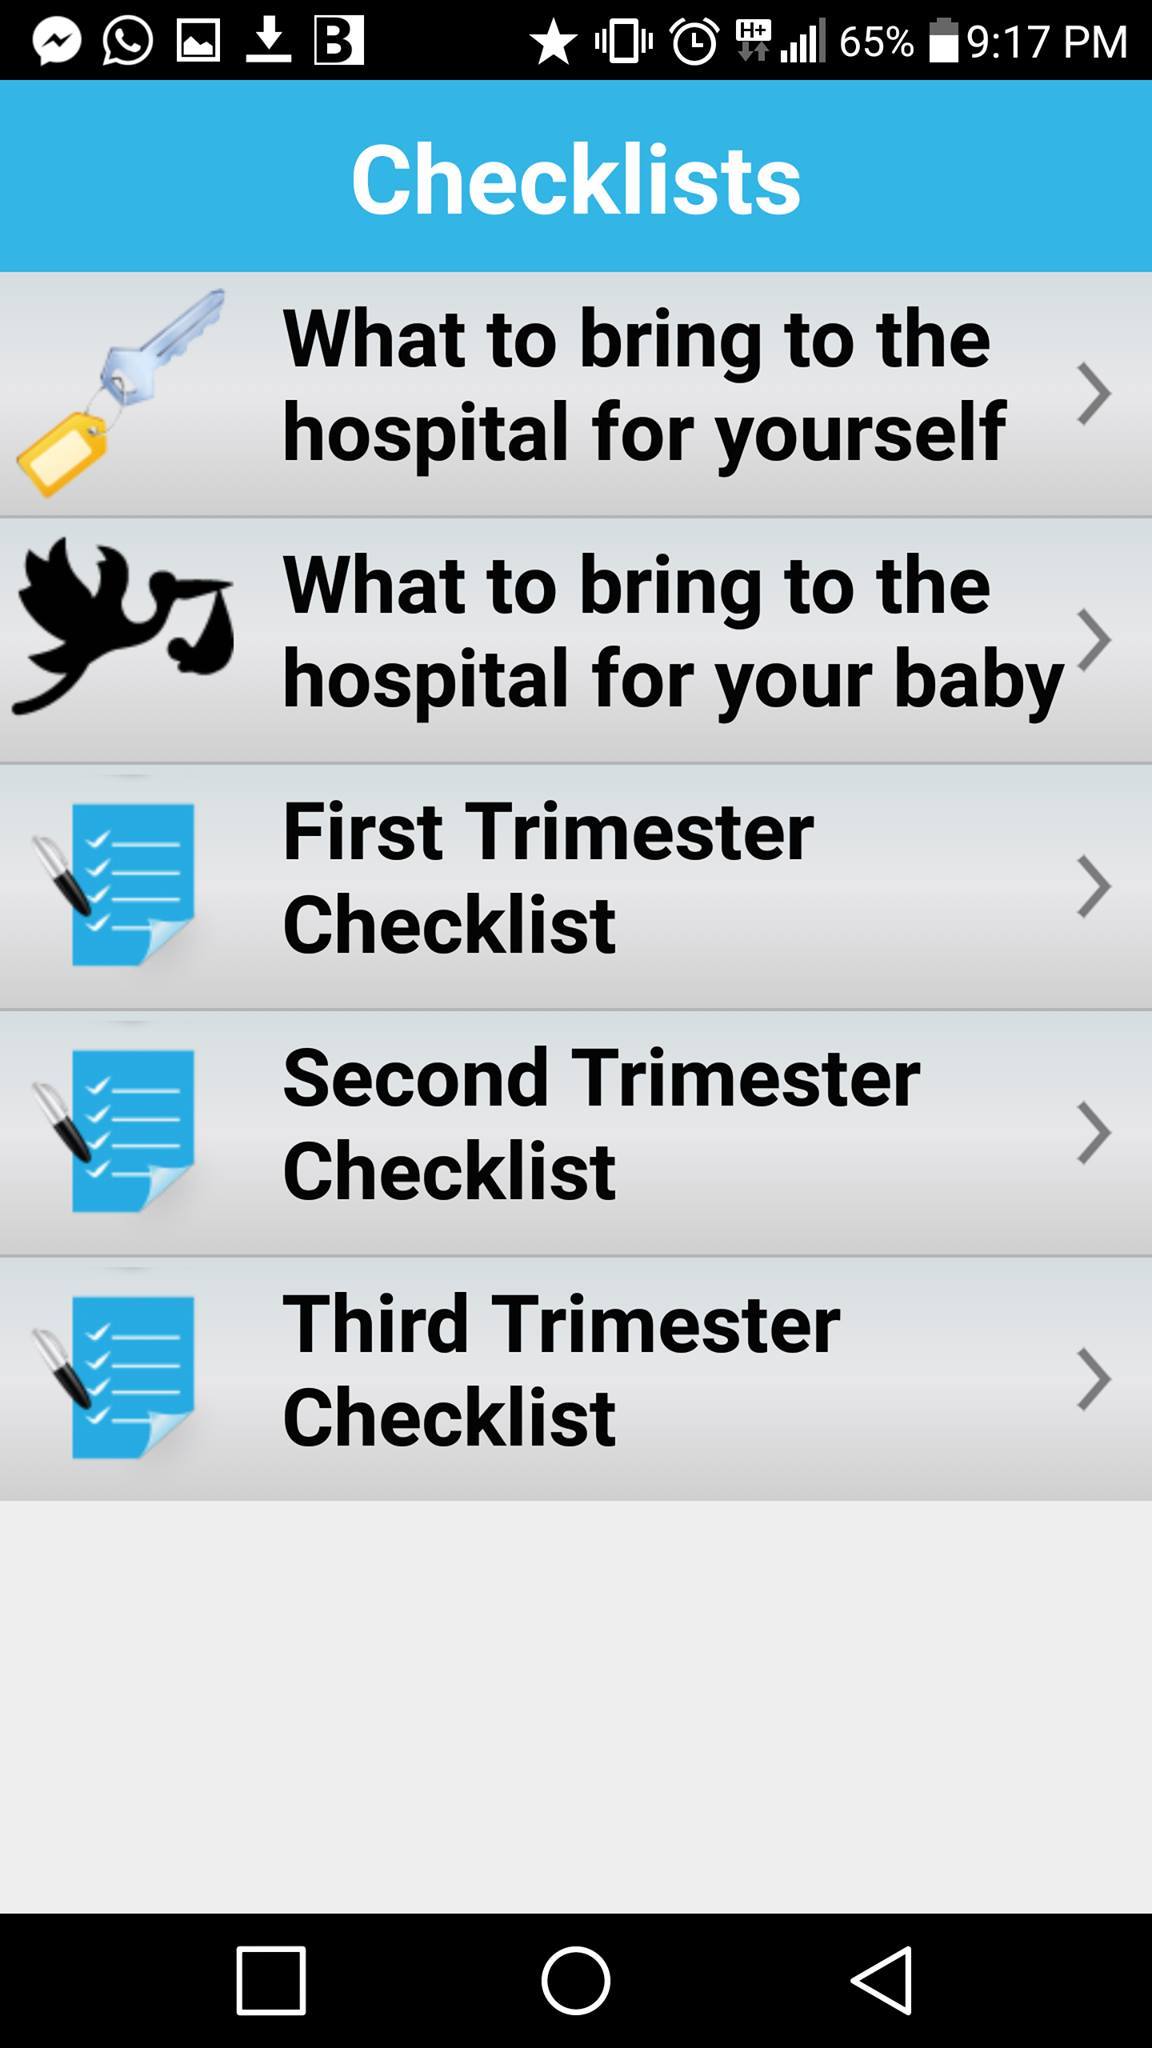 B H+ 65% 9:17 PM
Checklists
What to bring to the
hospital for yourself
What to bring to the
hospital for your baby
First Trimester
Checklist
Second Trimester
Checklist
Third Trimester
Checklist